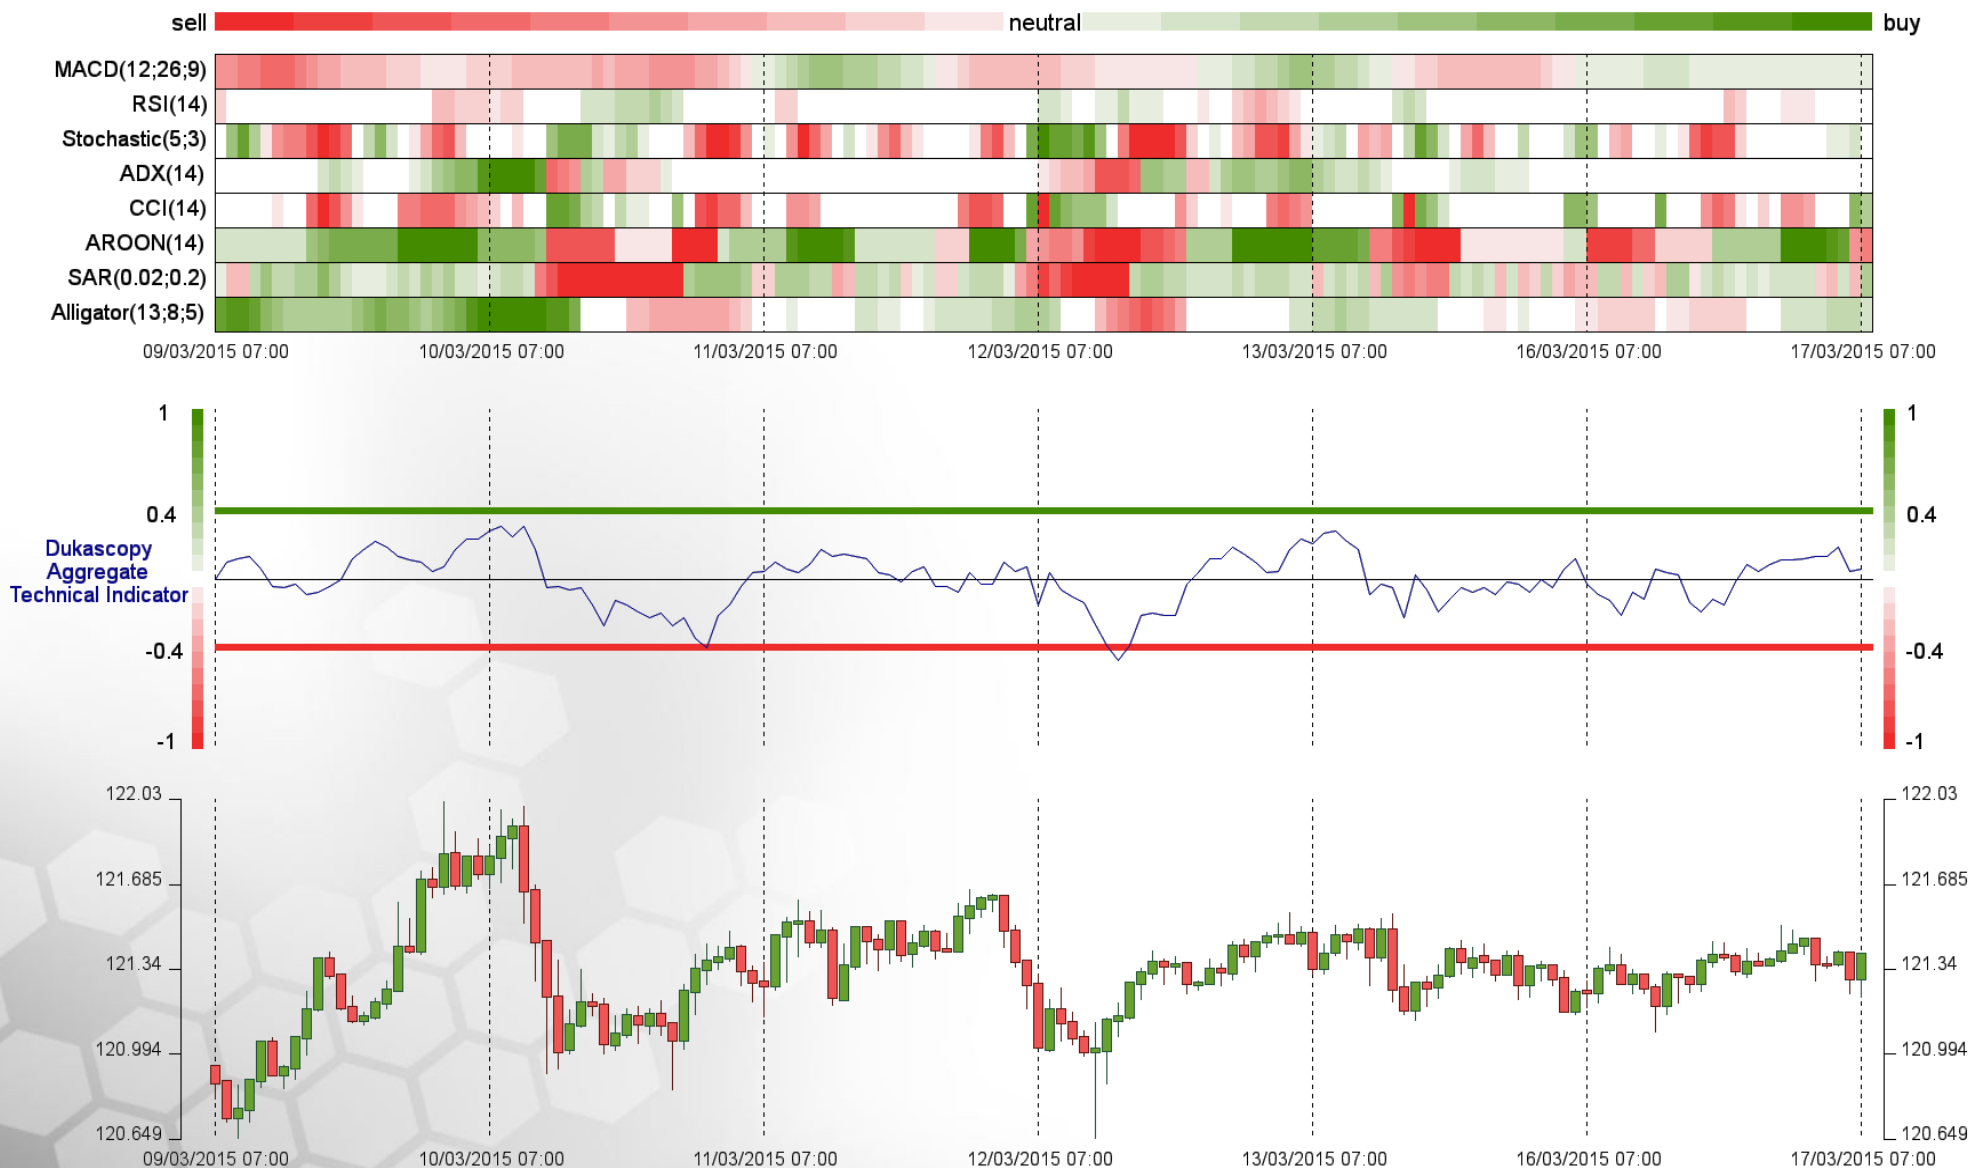 sell neutral buy
MACD(12;26;9)
RSI(14)
Stochastic(5;3)
ADX(14)
CCI(14)
AROON(14)
SAR(0.02;0.2)
Alligator(13;8;5)
09/03/2015 07:00 10/03/2015 07:00 11/03/2015 07:00 12/03/2015 07:00 13/03/2015 07:00 16/03/2015 07:00 17/03/2015 07:00
1 1
0.4 0.4
Dukascopy
Aggregate
Technical Indicator
-0.4 -0.4
-1 -1
122.03 122.03
121.685 121.685
121.34 121.34
120.994 120.994
120.649 120.649
09/03/2015 07:00 10/03/2015 07:00 11/03/2015 07:00 12/03/2015 07:00 13/03/2015 07:00 16/03/2015 07:00 17/03/2015 07:00